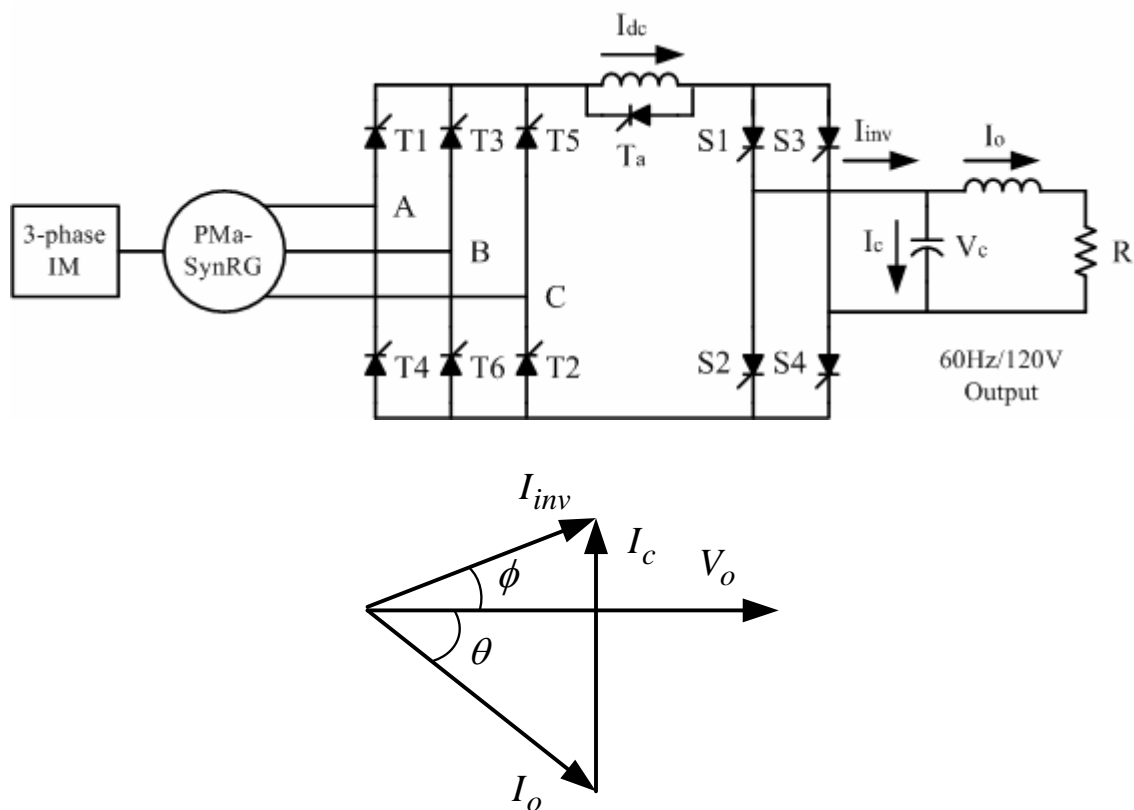 Idc
T1
T3
T5
Ta
S1
S3
Iinv
Io
3-phase
IM
PMa-
SynRG
A
B
C
Ic
Vc
R
T4
T6
T2
S2
S4
60Hz/120V
Output
Iinv
Ic
Vo
ϕ
θ
Io